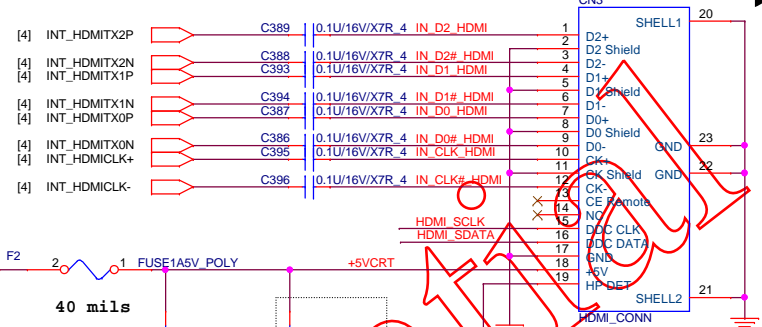 CN3
SHELL1 20
[4] INT_HDMITX2P C389 0.1U/16V/X7R_4 IN_D2_HDMI 1 D2+
2 D2 Shield
[4] INT_HDMITX2N C388 0.1U/16V/X7R_4 IN_D2#_HDMI 3 D2-
[4] INT_HDMITX1P C393 0.1U/16V/X7R_4 IN_D1_HDMI 4 D1+
5 D1 Shield
[4] INT_HDMITX1N C394 0.1U/16V/X7R_4 IN_D1#_HDMI 6 D1-
[4] INT_HDMITX0P C387 0.1U/16V/X7R_4 IN_D0_HDMI 7 D0+
8 D0 Shield
[4] INT_HDMITX0N C386 0.1U/16V/X7R_4 IN_D0#_HDMI 9 D0- GND 23
[4] INT_HDMICLK+ C395 0.1U/16V/X7R_4 IN_CLK_HDMI 10 CK+
11 CK Shield GND 22
[4] INT_HDMICLK- C396 0.1U/16V/X7R_4 IN_CLK#_HDMI 12 CK-
13 CE Remote
14 NC
HDMI_SCLK 15 DDC CLK
HDMI_SDATA 16 DDC DATA
17 GND
F2 2 1 FUSE1A5V_POLY +5VCRT 18 +5V
19 HP DET
40 mils
SHELL2 21
HDMI_CONN